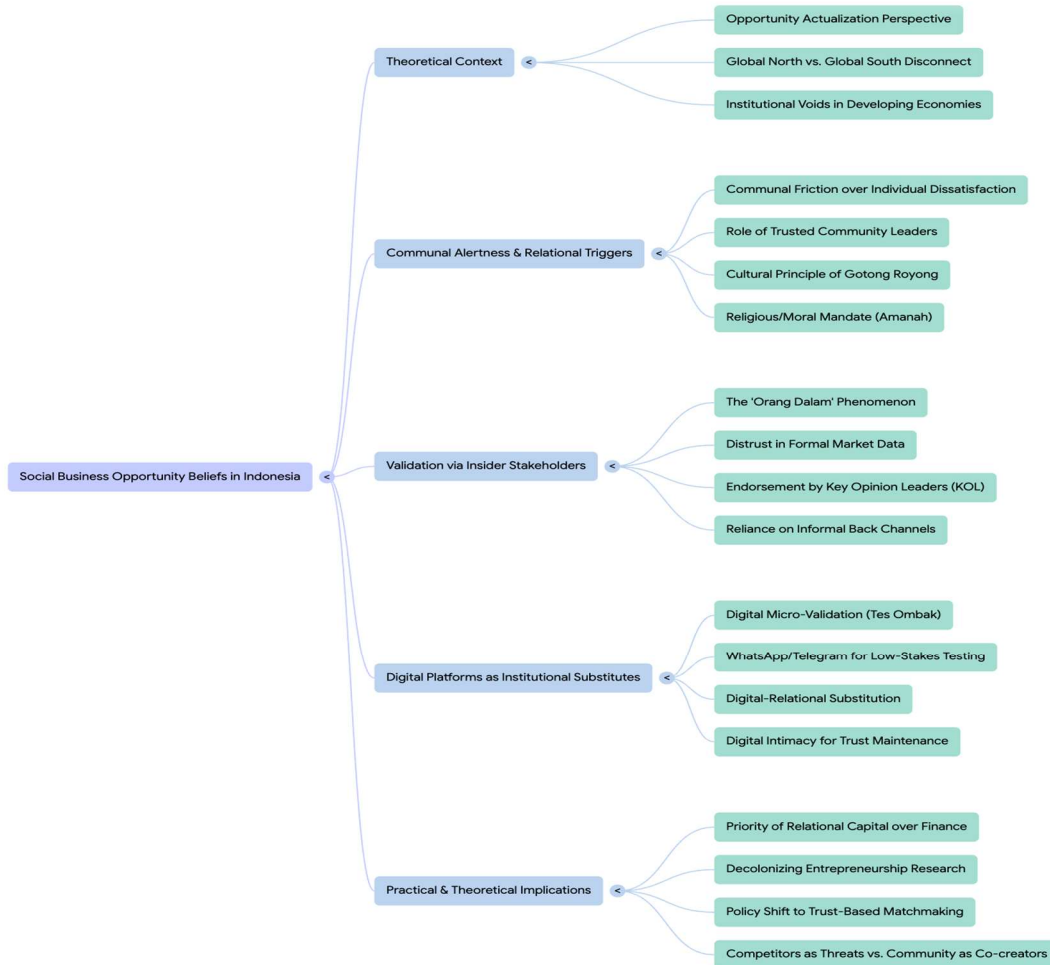 Social Business Opportunity Beliefs in Indonesia
<
Theoretical Context
<
Opportunity Actualization Perspective
Global North vs. Global South Disconnect
Institutional Voids in Developing Economies
Communal Alertness & Relational Triggers
<
Communal Friction over Individual Dissatisfaction
Role of Trusted Community Leaders
Cultural Principle of Gotong Royong
Religious/Moral Mandate (Amanah)
Validation via Insider Stakeholders
<
The 'Orang Dalam' Phenomenon
Distrust in Formal Market Data
Endorsement by Key Opinion Leaders (KOL)
Reliance on Informal Back Channels
Digital Platforms as Institutional Substitutes
<
Digital Micro-Validation (Tes Ombak)
WhatsApp/Telegram for Low-Stakes Testing
Digital-Relational Substitution
Digital Intimacy for Trust Maintenance
Practical & Theoretical Implications
<
Priority of Relational Capital over Finance
Decolonizing Entrepreneurship Research
Policy Shift to Trust-Based Matchmaking
Competitors as Threats vs. Community as Co-creators